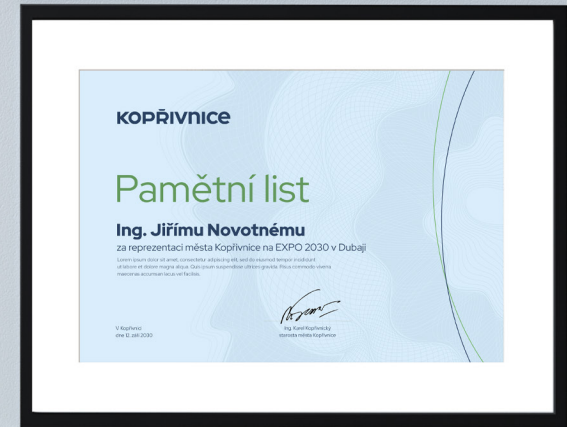 KOPŘIVNICE
Pamětní list
Ing. Jiřímu Novotnému
za reprezentaci města Kopřivnice na EXPO 2030 v Dubaji
Lorem ipsum dolor sit amet, consectetur adipiscing elit, sed do eiusmod tempor incididunt
ut labore et dolore magna aliqua. Quis ipsum suspendisse ultrices gravida. Risus commodo viverra
maecenas accumsan lacus vel facilisis.
V Kopřivnici
dne 12. září 2030
Ing. Karel Kopřivnický
starosta města Kopřivnice